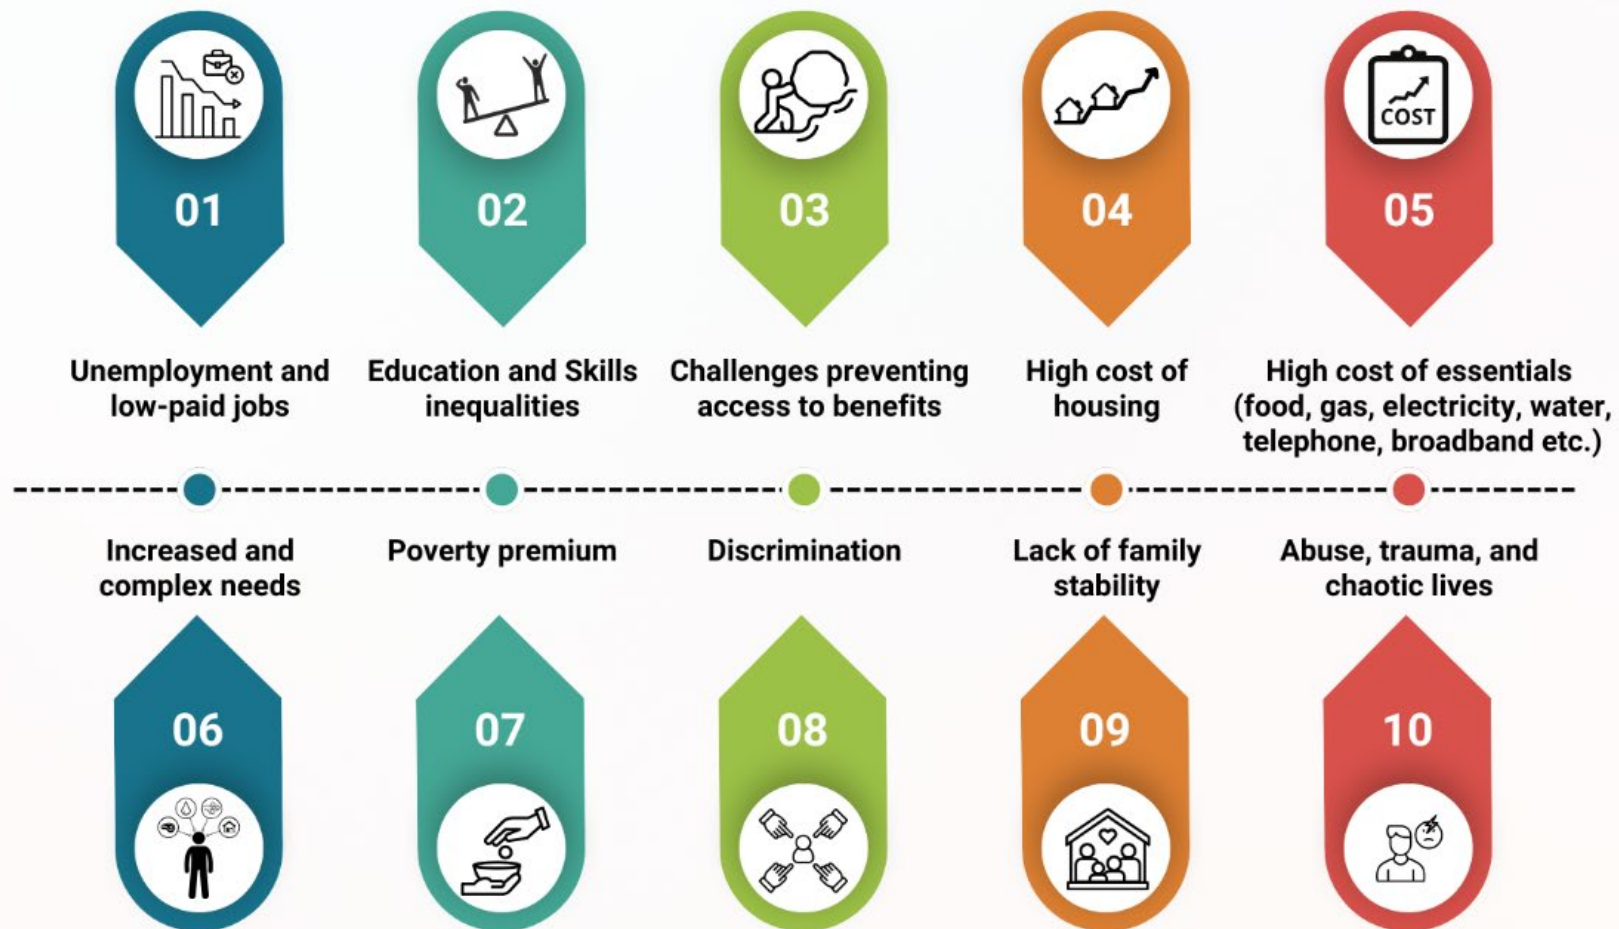 COST
01
02
03
04
05
Unemployment and
low-paid jobs
Education and Skills
inequalities
Challenges preventing
access to benefits
High cost of
housing
High cost of essentials
(food, gas, electricity, water,
telephone, broadband etc.)
Increased and
complex needs
Poverty premium
Discrimination
Lack of family
stability
Abuse, trauma, and
chaotic lives
06
07
08
09
10